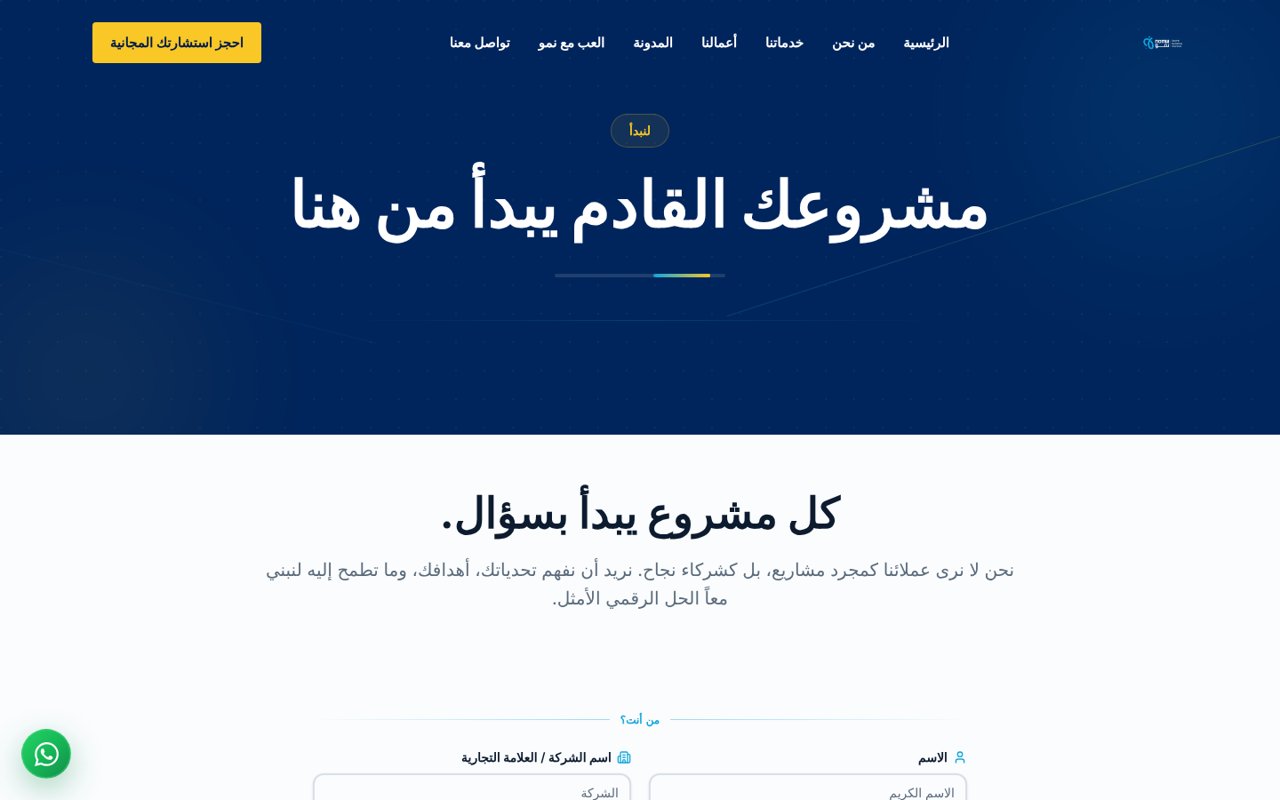 الرئيسية
من نحن
خدماتنا
أعمالنا
المدونة
العب مع نمو
تواصل معنا
احجز استشارتك المجانية
لنبدأ
مشروعك القادم يبدأ من هنا
كل مشروع يبدأ بسؤال.
نحن لا نرى عملائنا كمجرد مشاريع، بل كشركاء نجاح. نريد أن نفهم تحدياتك، أهدافك، وما تطمح إليه لنبني
معاً الحل الرقمي الأمثل.
من أنت؟
الاسم
اسم الشركة / العلامة التجارية
الاسم الكريم
الشركة